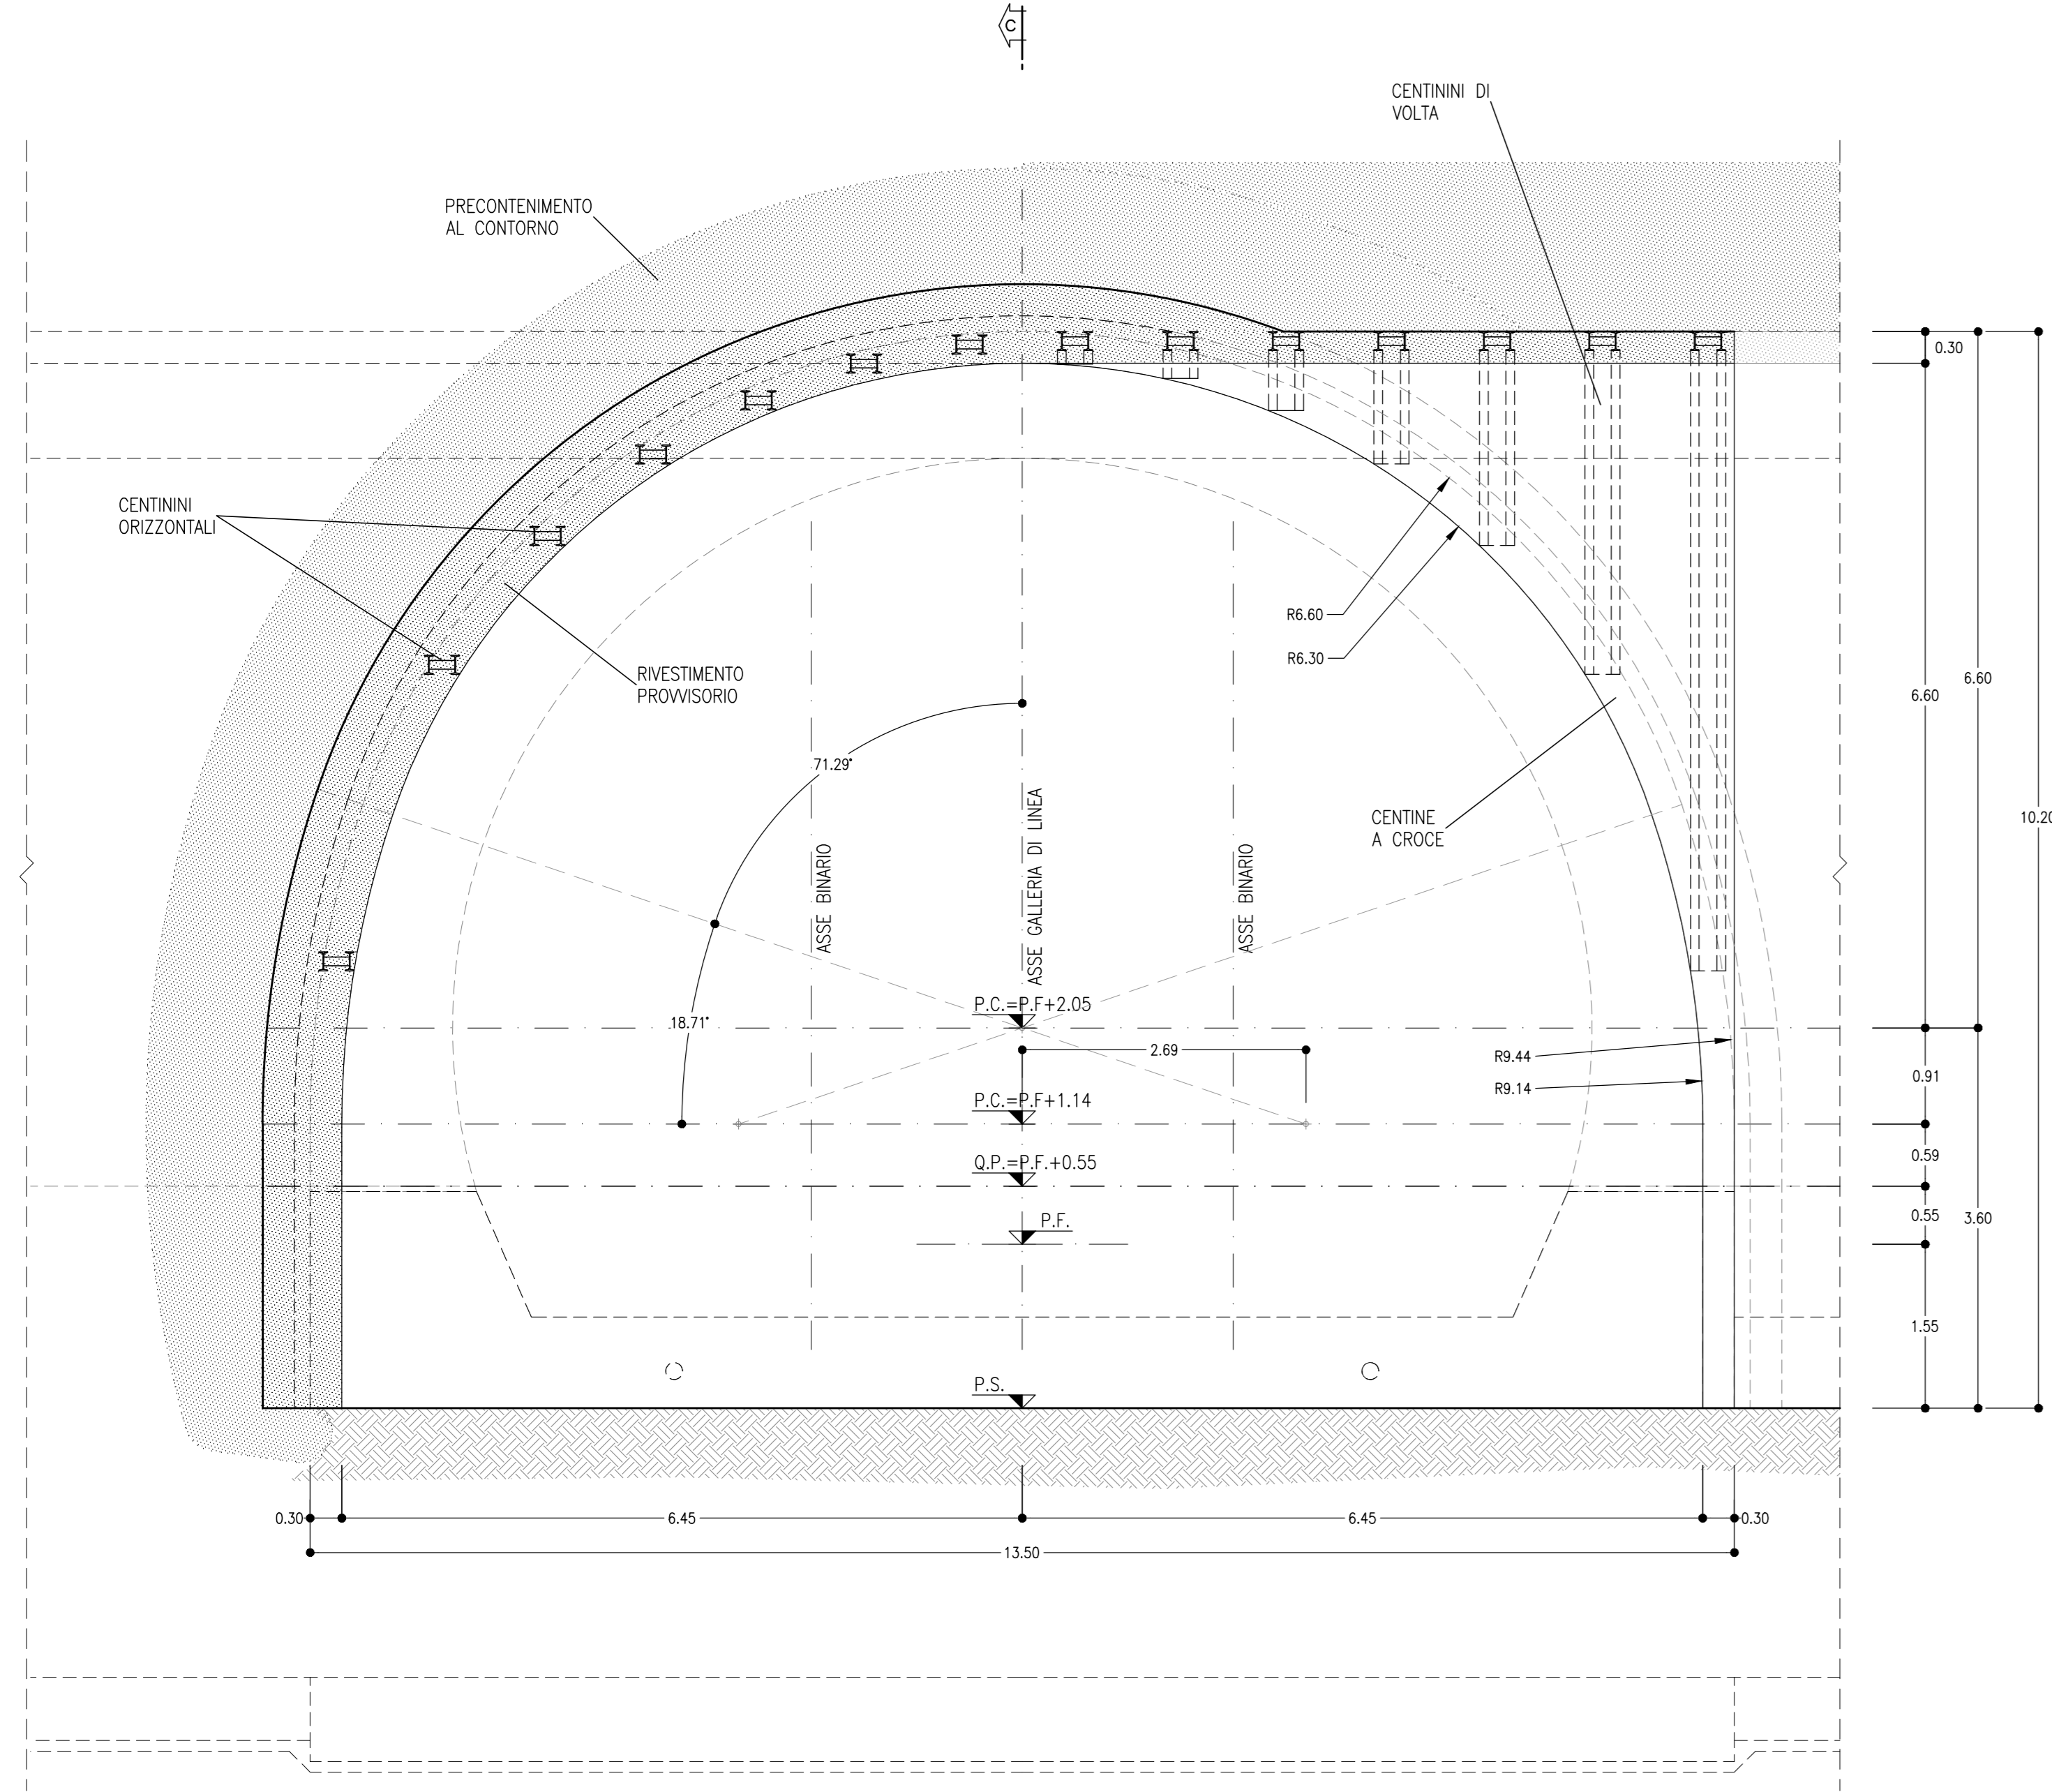 C
CENTININI DI
VOLTA
PRECONTENIMENTO
AL CONTORNO
0.30
CENTININI
ORIZZONTALI
R6.60
R6.30
RIVESTIMENTO
PROVVISORIO
6.60
6.60
71.29°
CENTINE
A CROCE
10.20
ASSE BINARIO
ASSE GALLERIA DI LINEA
ASSE BINARIO
P.C.=P.F+2.05
18.71°
2.69
R9.44
R9.14
0.91
P.C.=P.F+1.14
0.59
Q.P.=P.F.+0.55
P.F.
0.55
3.60
1.55
P.S.
0.30
6.45
6.45
0.30
13.50